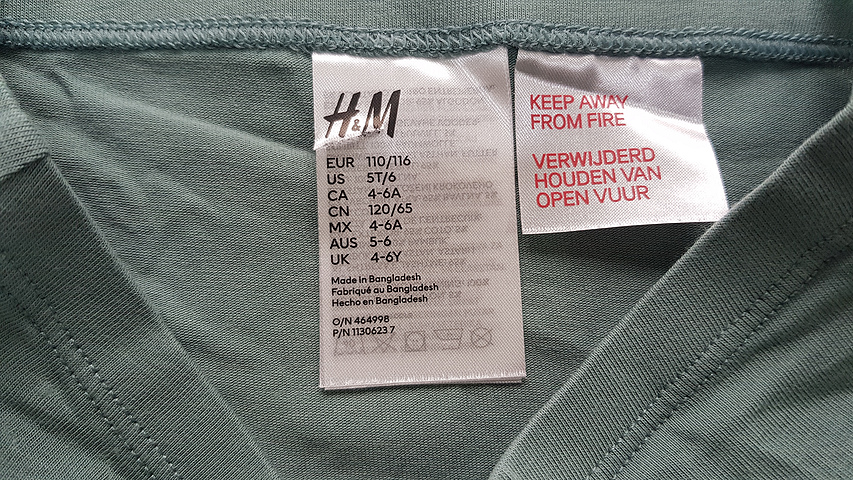 H&M
EUR 110/116
US 5T/6
CA 4-6A
CN 120/65
MX 4-6A
AUS 5-6
UK 4-6Y
Made in Bangladesh
Fabriqué au Bangladesh
Hecho en Bangladesh
O/N 464998
P/N 1130623 7
KEEP AWAY
FROM FIRE
VERWIJDERD
HOUDEN VAN
OPEN VUUR